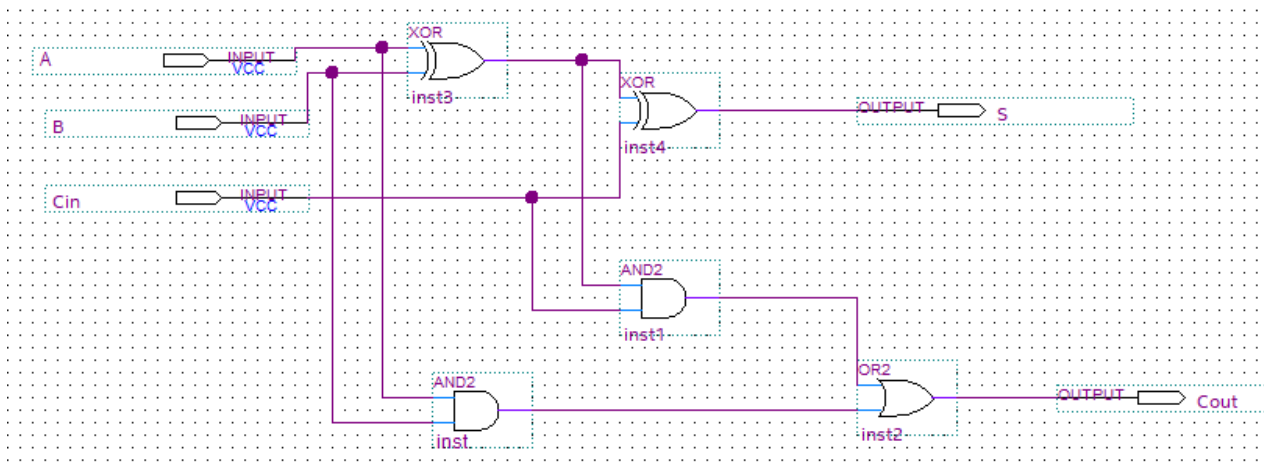 XOR
A
INPUT
VCC
inst3
XOR
B
INPUT
VCC
inst4
OUTPUT
S
Cin
INPUT
VCC
AND2
inst1
AND2
inst
OR2
inst2
OUTPUT
Cout